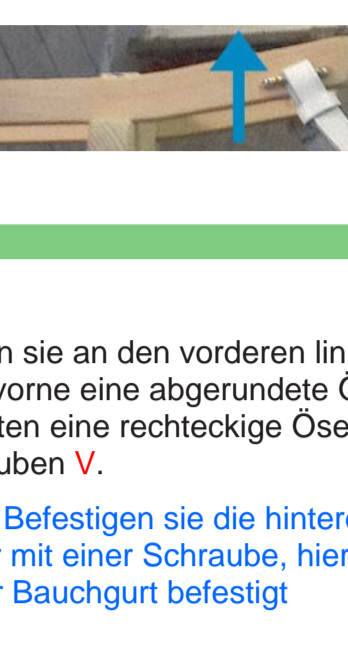 n sie an den vorderen lin
vorne eine abgerundete Ö
ten eine rechteckige Öse
uben V.
Befestigen sie die hintere
r mit einer Schraube, hier
r Bauchgurt befestigt